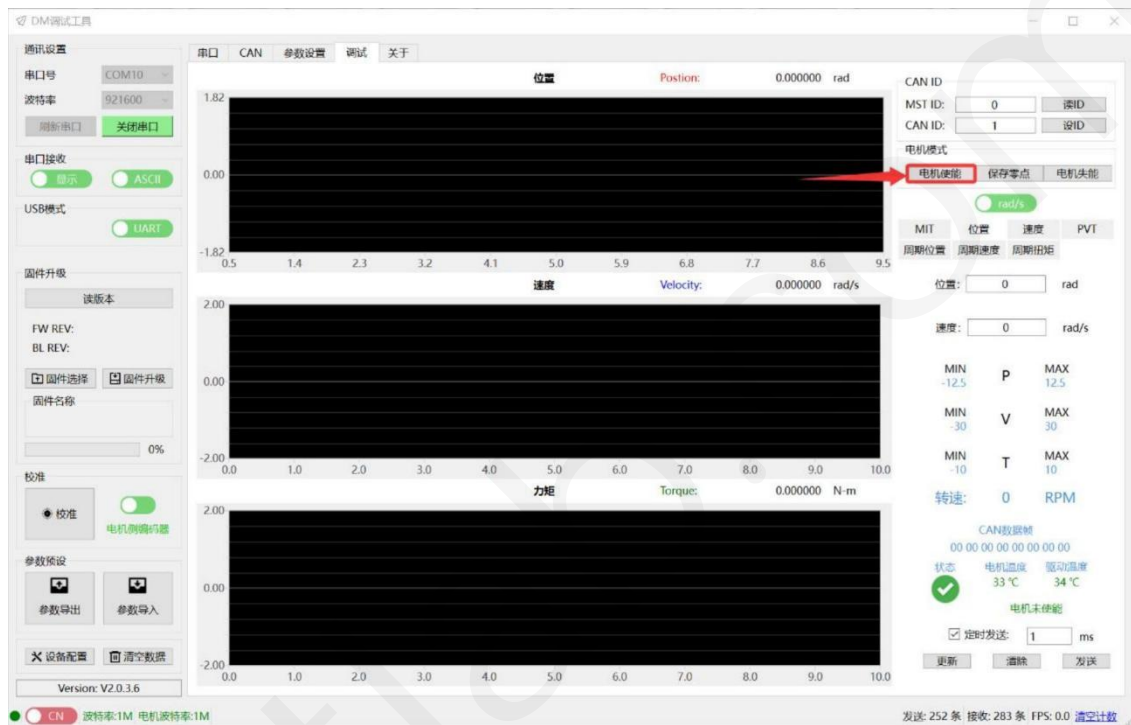 DM调试工具
通讯设置
串口号 COM10
波特率 921600
刷新串口 关闭串口
串口接收
显示 ASCII
USB模式
UART
固件升级
读版本
FW REV:
BL REV:
固件选择 固件升级
固件名称
0%
校准
校准
电机侧编码器
参数预设
参数导出 参数导入
设备配置 清空数据
Version: V2.0.3.6
串口 CAN 参数设置 调试 关于
位置 Postion: 0.000000 rad
1.82
0.00
-1.82
0.5 1.4 2.3 3.2 4.1 5.0 5.9 6.8 7.7 8.6 9.5
速度 Velocity: 0.000000 rad/s
2.00
0.00
-2.00
0.0 1.0 2.0 3.0 4.0 5.0 6.0 7.0 8.0 9.0 10.0
力矩 Torque: 0.000000 N-m
2.00
0.00
-2.00
0.0 1.0 2.0 3.0 4.0 5.0 6.0 7.0 8.0 9.0 10.0
CAN ID
MST ID: 0 读ID
CAN ID: 1 设ID
电机模式
电机使能 保存零点 电机失能
rad/s
MIT 位置 速度 PVT
周期位置 周期速度 周期扭矩
位置: 0 rad
速度: 0 rad/s
MIN P MAX
-12.5 12.5
MIN V MAX
-30 30
MIN T MAX
-10 10
转速: 0 RPM
CAN数据帧
00 00 00 00 00 00 00 00
状态 电机温度 驱动温度
33 ℃ 34 ℃
电机未使能
定时发送: 1 ms
更新 清除 发送
CN 波特率:1M 电机波特率:1M
发送: 252 条 接收: 283 条 FPS: 0.0 清空计数